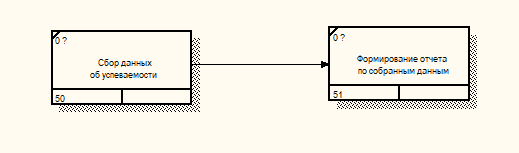 0 ?
Сбор данных
об успеваемости
50
0 ?
Формирование отчета
по собранным данным
51